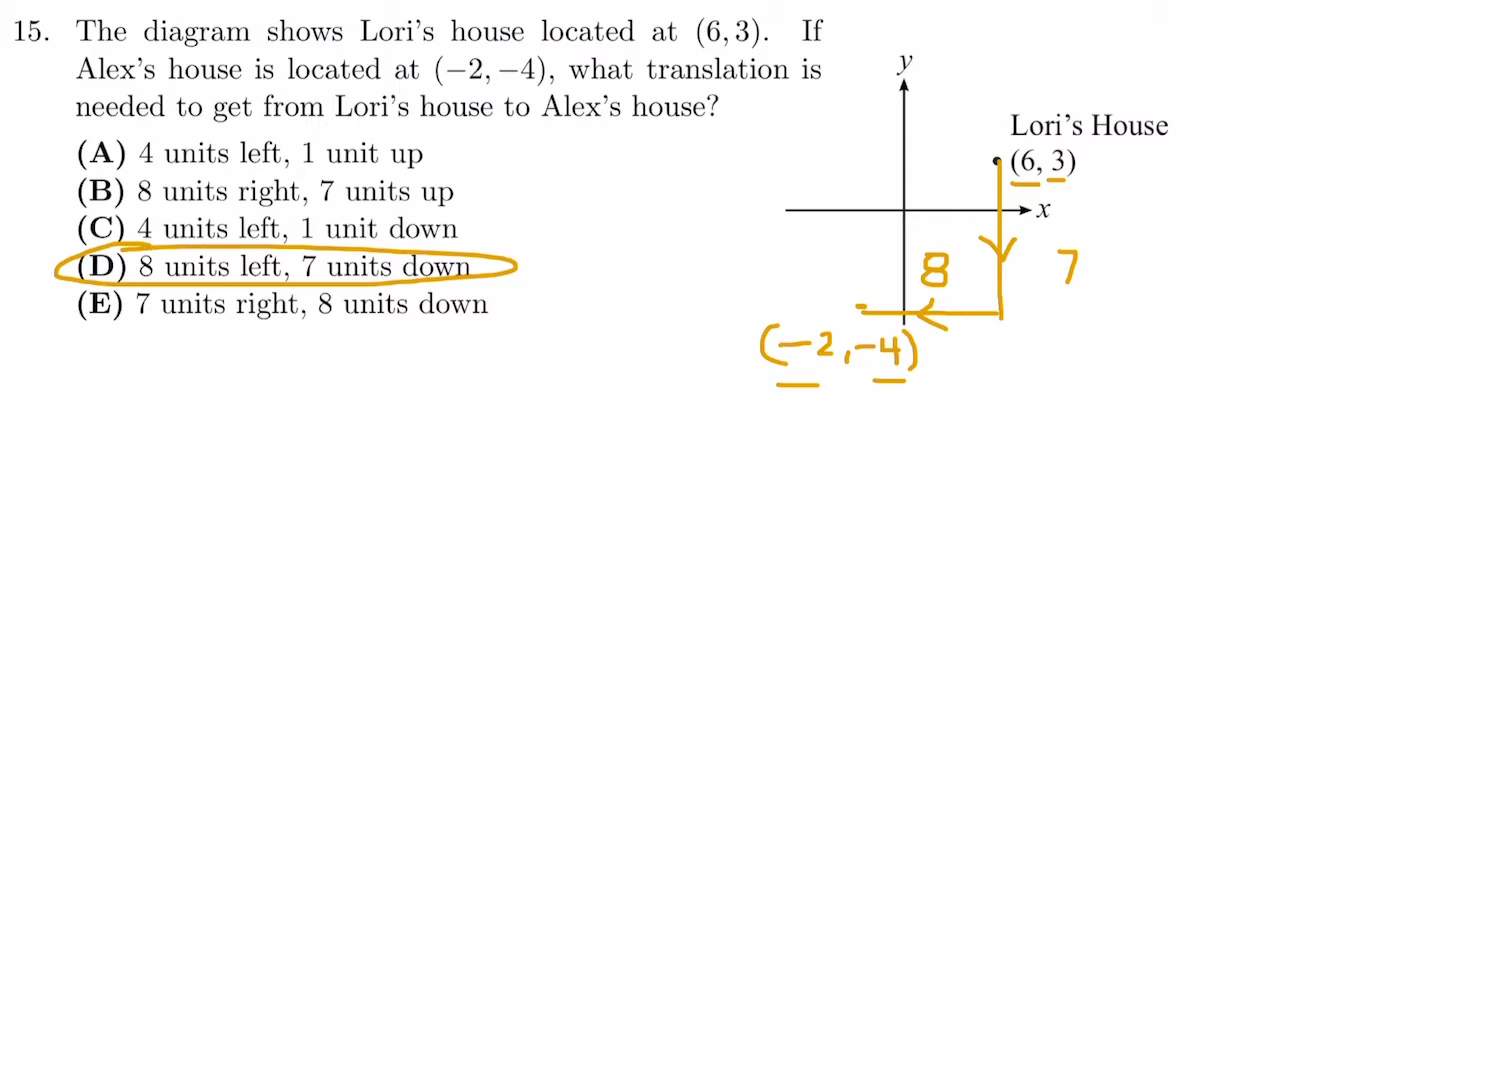 15. The diagram shows Lori's house located at (6, 3). If
Alex's house is located at (−2, −4), what translation is
needed to get from Lori's house to Alex's house?
(A) 4 units left, 1 unit up
(B) 8 units right, 7 units up
(C) 4 units left, 1 unit down
(D) 8 units left, 7 units down
(E) 7 units right, 8 units down
y
Lori's House
(6, 3)
x
8
7
(−2, −4)